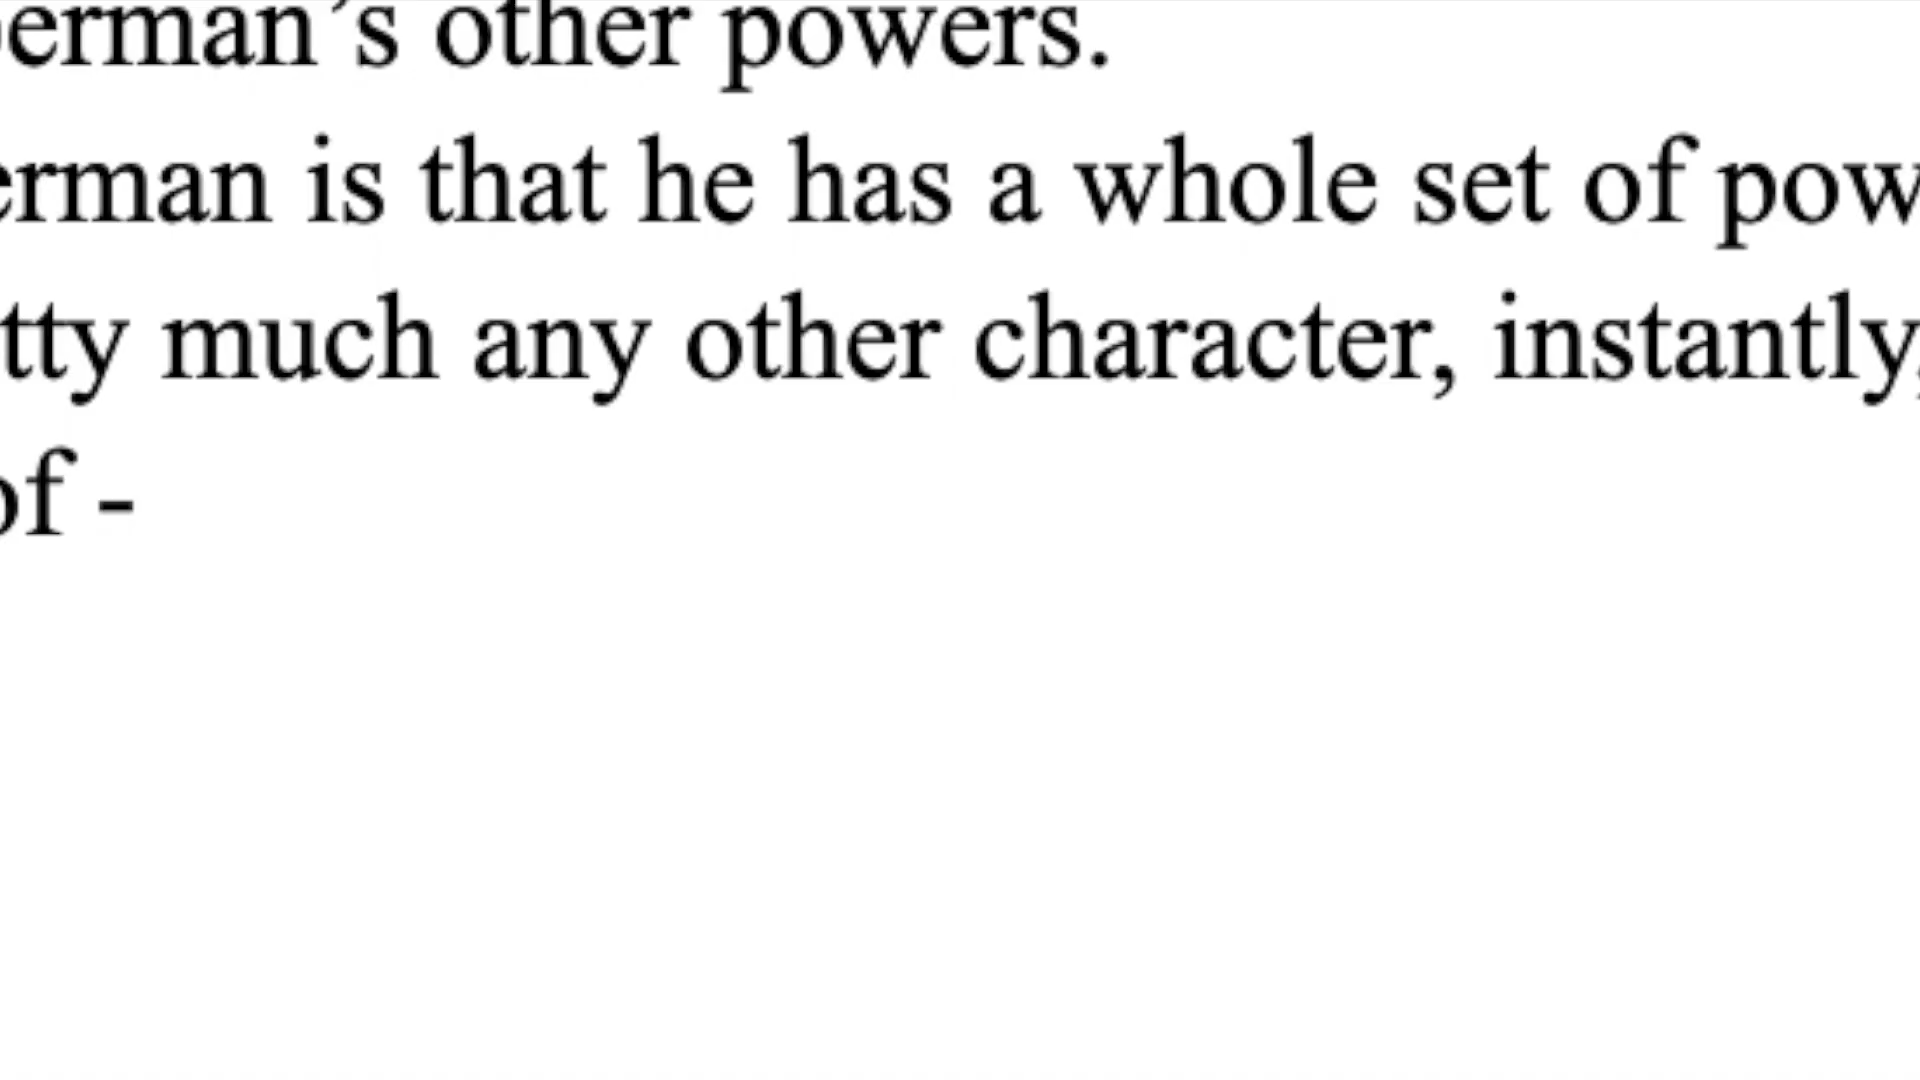 erman’s other powers.
erman is that he has a whole set of pow
tty much any other character, instantly,
of -